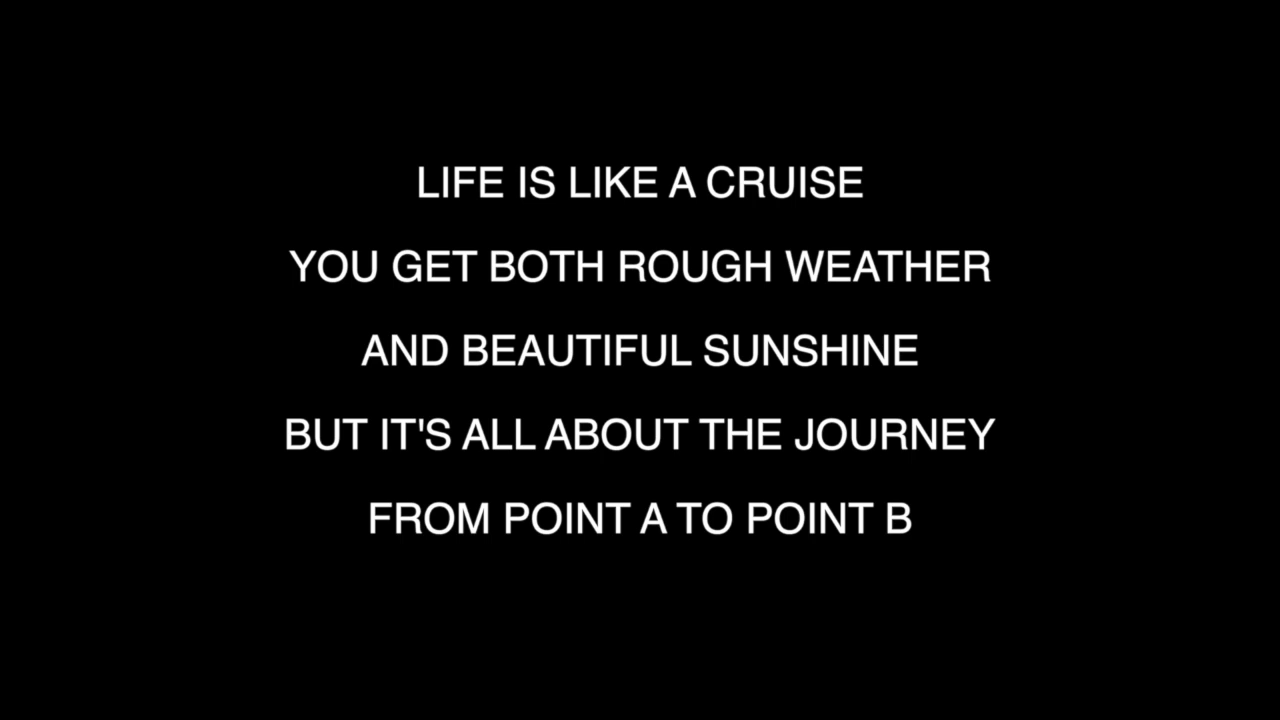 LIFE IS LIKE A CRUISE
YOU GET BOTH ROUGH WEATHER
AND BEAUTIFUL SUNSHINE
BUT IT'S ALL ABOUT THE JOURNEY
FROM POINT A TO POINT B